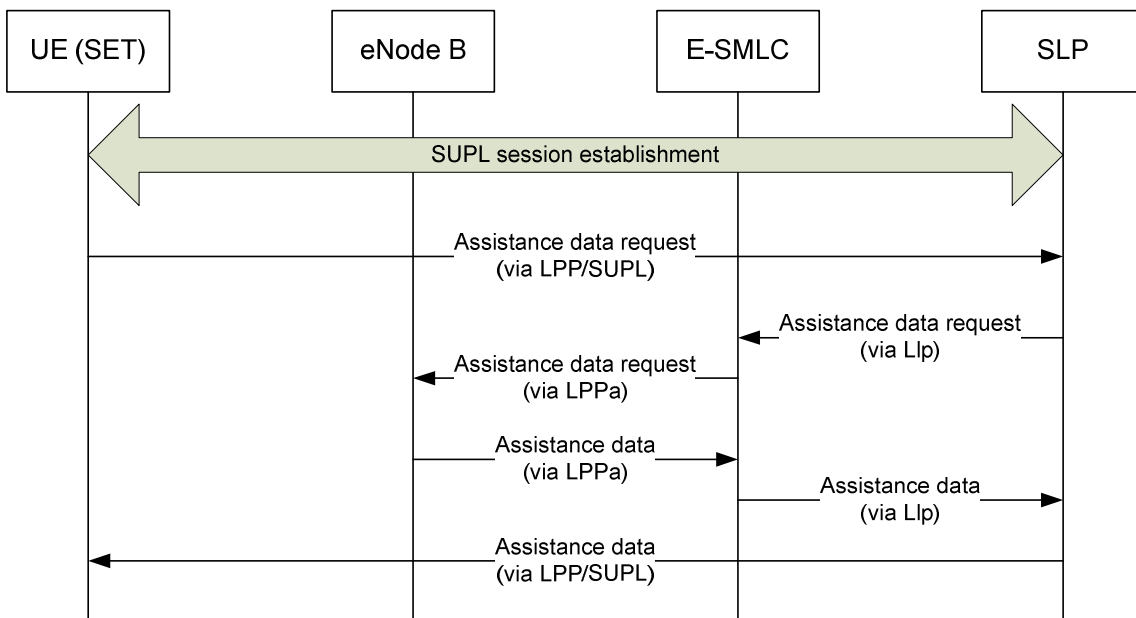 UE (SET)
eNode B
E-SMLC
SLP
SUPL session establishment
Assistance data request
(via LPP/SUPL)
Assistance data request
(via Llp)
Assistance data request
(via LPPa)
Assistance data
(via LPPa)
Assistance data
(via Llp)
Assistance data
(via LPP/SUPL)